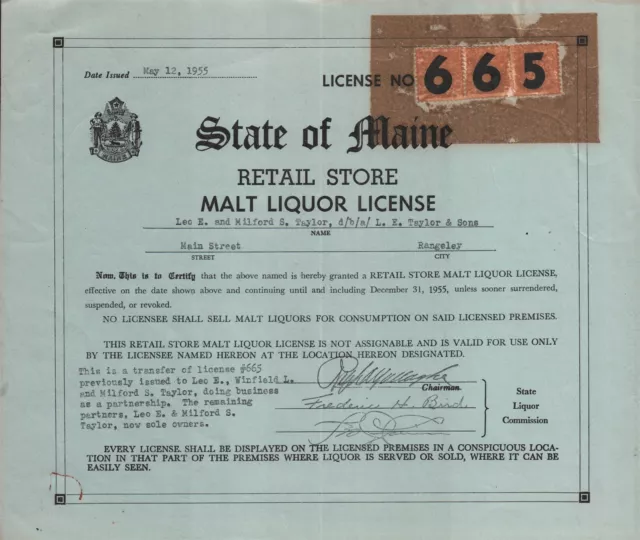 Date Issued May 12, 1955
LICENSE NO 665
State of Maine
MAINE
RETAIL STORE
MALT LIQUOR LICENSE
Leo E. and Milford S. Taylor, d/b/a/ L. E. Taylor & Sons
NAME
Main Street Rangeley
STREET CITY
Now, This is to Certify that the above named is hereby granted a RETAIL STORE MALT LIQUOR LICENSE,
effective on the date shown above and continuing until and including December 31, 1955, unless sooner surrendered,
suspended, or revoked.
NO LICENSEE SHALL SELL MALT LIQUORS FOR CONSUMPTION ON SAID LICENSED PREMISES.
THIS RETAIL STORE MALT LIQUOR LICENSE IS NOT ASSIGNABLE AND IS VALID FOR USE ONLY
BY THE LICENSEE NAMED HEREON AT THE LOCATION HEREON DESIGNATED.
This is a transfer of license #665
previously issued to Leo E., Winfield L.
and Milford S. Taylor, doing business
as a partnership. The remaining
partners, Leo E. & Milford S.
Taylor, now sole owners.
Chairman.
Frederic H. Bird
State
Liquor
Commission
EVERY LICENSE SHALL BE DISPLAYED ON THE LICENSED PREMISES IN A CONSPICUOUS LOCA-
TION IN THAT PART OF THE PREMISES WHERE LIQUOR IS SERVED OR SOLD, WHERE IT CAN BE
EASILY SEEN.